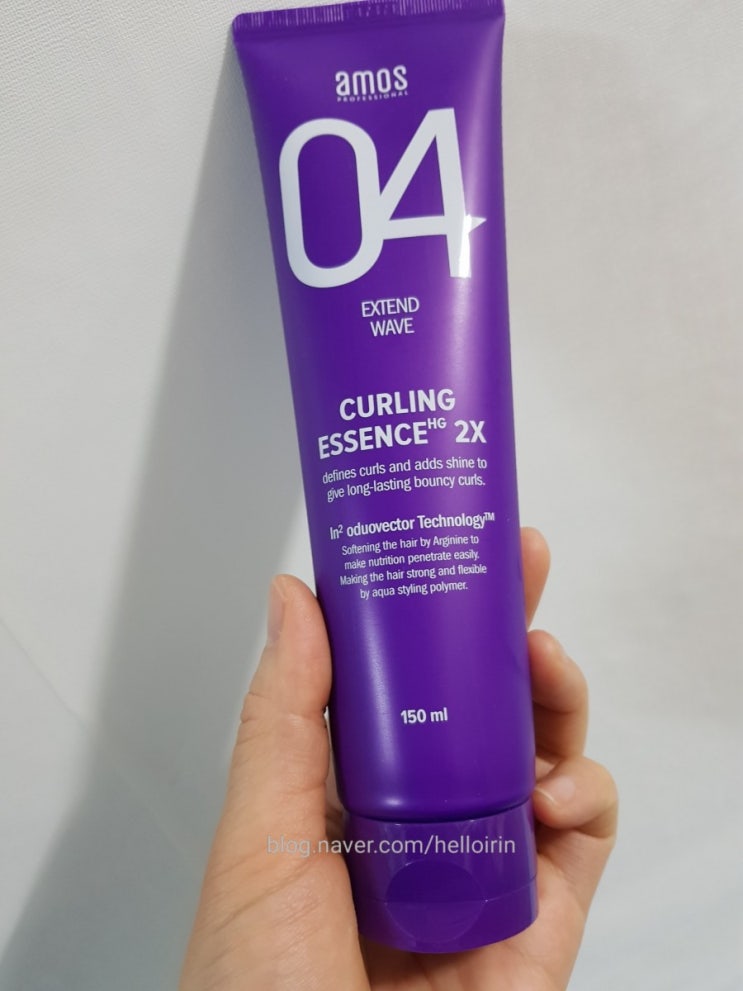 amos
PROFESSIONAL
04
EXTEND
WAVE
CURLING
ESSENCE HG 2X
defines curls and adds shine to
give long-lasting bouncy curls.
In² oduovector Technology™
Softening the hair by Arginine to
make nutrition penetrate easily.
Making the hair strong and flexible
by aqua styling polymer.
150 ml
blog.naver.com/helloirin